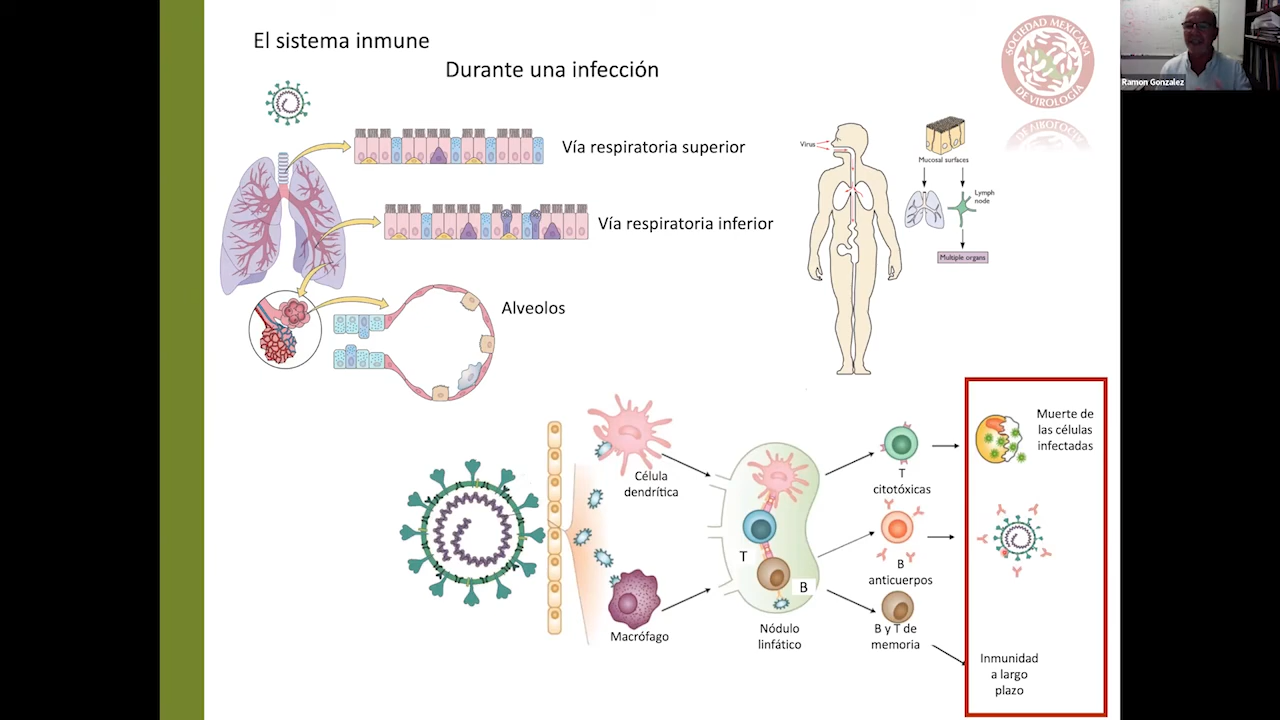 El sistema inmune
Durante una infección
SOCIEDAD MEXICANA
DE VIROLOGÍA
Ramon Gonzalez
Vía respiratoria superior
Virus
Mucosal surfaces
Lymph
node
Vía respiratoria inferior
Multiple organs
Alveolos
Célula
dendrítica
Macrófago
T
B
Nódulo
linfático
T
citotóxicas
B
anticuerpos
B y T de
memoria
Muerte de
las células
infectadas
Inmunidad
a largo
plazo